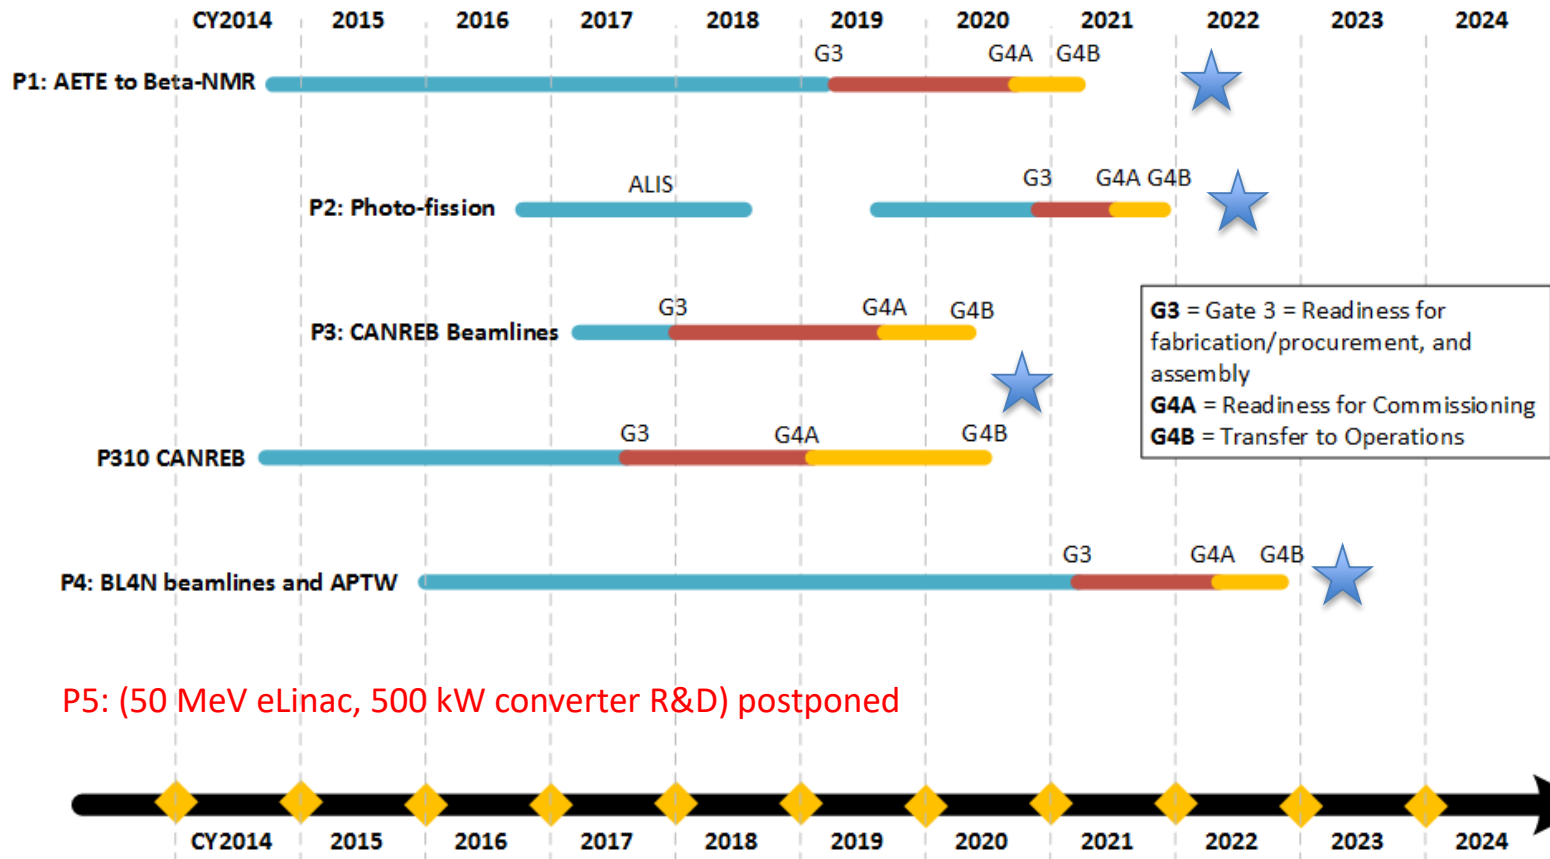 CY2014 2015 2016 2017 2018 2019 2020 2021 2022 2023 2024
G3 G4A G4B
P1: AETE to Beta-NMR
ALIS G3 G4A G4B
P2: Photo-fission
G3 G4A G4B
P3: CANREB Beamlines
G3 = Gate 3 = Readiness for
fabrication/procurement, and
assembly
G4A = Readiness for Commissioning
G4B = Transfer to Operations
G3 G4A G4B
P310 CANREB
G3 G4A G4B
P4: BL4N beamlines and APTW
P5: (50 MeV eLinac, 500 kW converter R&D) postponed
CY2014 2015 2016 2017 2018 2019 2020 2021 2022 2023 2024